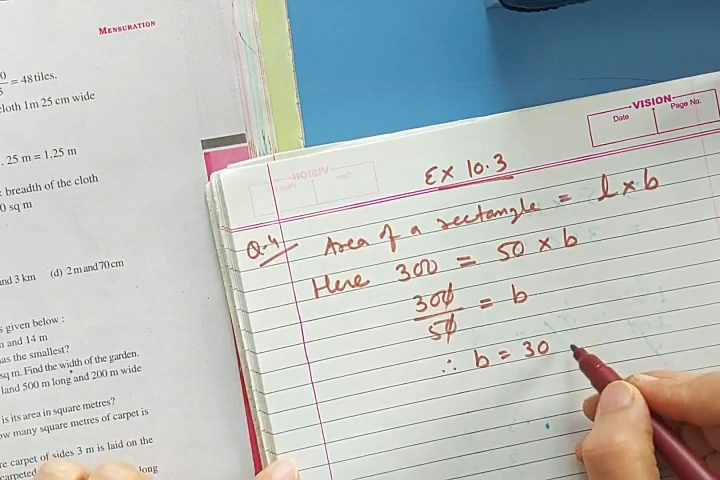 MENSURATION
= 48 tiles.
cloth 1m 25 cm wide
. 25 m = 1.25 m
breadth of the cloth
0 sq m
nd 3 km (d) 2 m and 70 cm
s given below :
and 14 m
as the smallest?
sq m. Find the width of the garden.
land 500 m long and 200 m wide
is its area in square metres?
ow many square metres of carpet is
re carpet of sides 3 m is laid on the
carpeted
long
VISION
Date Page No.
Ex 10.3
Q.4 Area of a rectangle = l × b
Here 300 = 50 × b
300/50 = b
∴ b = 30